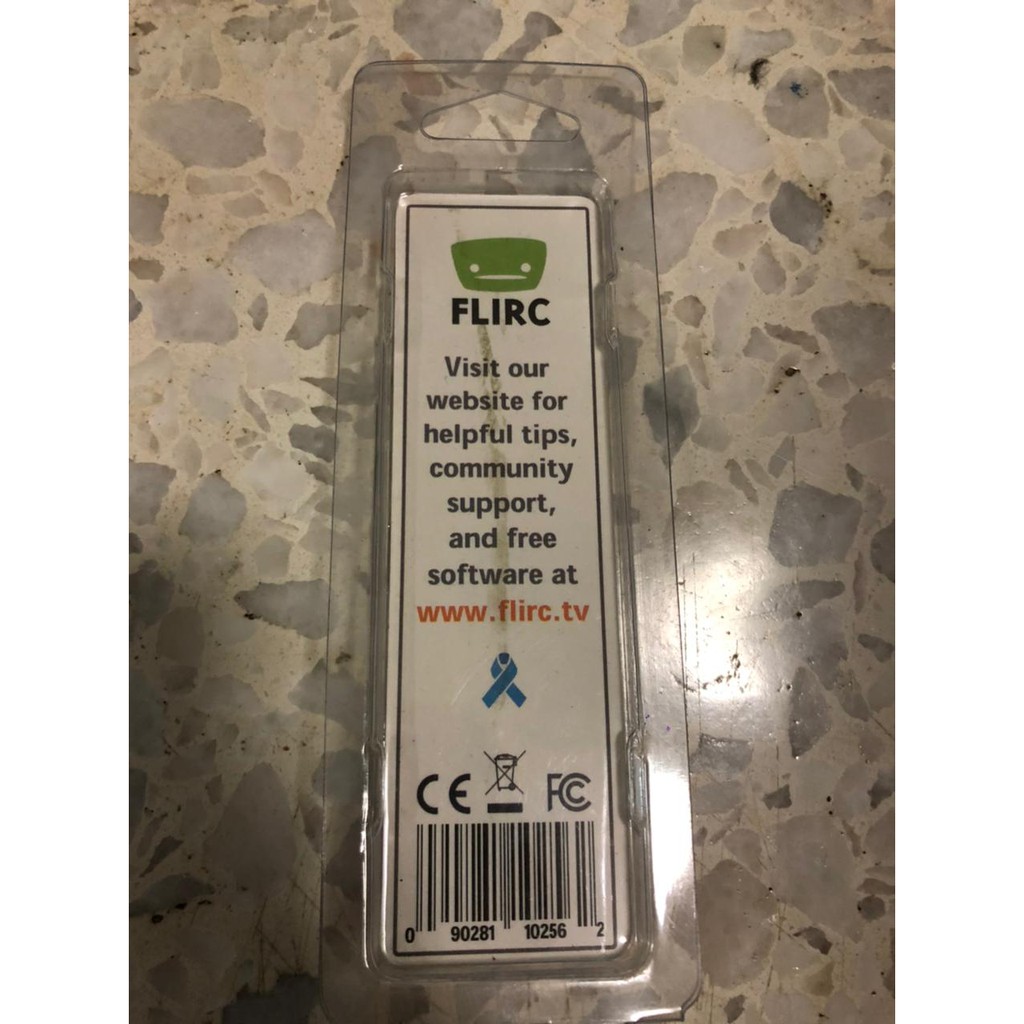 FLIRC
Visit our
website for
helpful tips,
community
support,
and free
software at
www.flirc.tv
CE FC
0 90281 10256 2